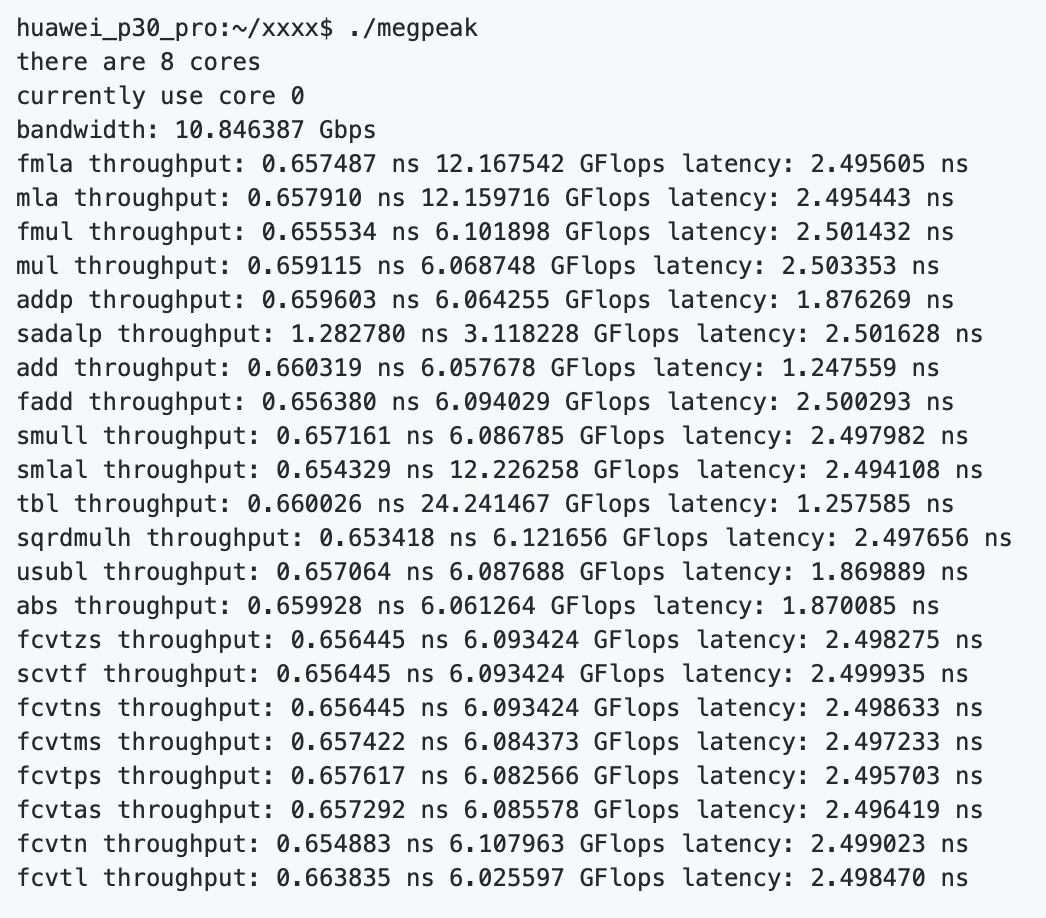 huawei_p30_pro:~/xxxx$ ./megpeak
there are 8 cores
currently use core 0
bandwidth: 10.846387 Gbps
fmla throughput: 0.657487 ns 12.167542 GFlops latency: 2.495605 ns
mla throughput: 0.657910 ns 12.159716 GFlops latency: 2.495443 ns
fmul throughput: 0.655534 ns 6.101898 GFlops latency: 2.501432 ns
mul throughput: 0.659115 ns 6.068748 GFlops latency: 2.503353 ns
addp throughput: 0.659603 ns 6.064255 GFlops latency: 1.876269 ns
sadalp throughput: 1.282780 ns 3.118228 GFlops latency: 2.501628 ns
add throughput: 0.660319 ns 6.057678 GFlops latency: 1.247559 ns
fadd throughput: 0.656380 ns 6.094029 GFlops latency: 2.500293 ns
smull throughput: 0.657161 ns 6.086785 GFlops latency: 2.497982 ns
smlal throughput: 0.654329 ns 12.226258 GFlops latency: 2.494108 ns
tbl throughput: 0.660026 ns 24.241467 GFlops latency: 1.257585 ns
sqrdmulh throughput: 0.653418 ns 6.121656 GFlops latency: 2.497656 ns
usubl throughput: 0.657064 ns 6.087688 GFlops latency: 1.869889 ns
abs throughput: 0.659928 ns 6.061264 GFlops latency: 1.870085 ns
fcvtzs throughput: 0.656445 ns 6.093424 GFlops latency: 2.498275 ns
scvtf throughput: 0.656445 ns 6.093424 GFlops latency: 2.499935 ns
fcvtns throughput: 0.656445 ns 6.093424 GFlops latency: 2.498633 ns
fcvtms throughput: 0.657422 ns 6.084373 GFlops latency: 2.497233 ns
fcvtps throughput: 0.657617 ns 6.082566 GFlops latency: 2.495703 ns
fcvtas throughput: 0.657292 ns 6.085578 GFlops latency: 2.496419 ns
fcvtn throughput: 0.654883 ns 6.107963 GFlops latency: 2.499023 ns
fcvtl throughput: 0.663835 ns 6.025597 GFlops latency: 2.498470 ns